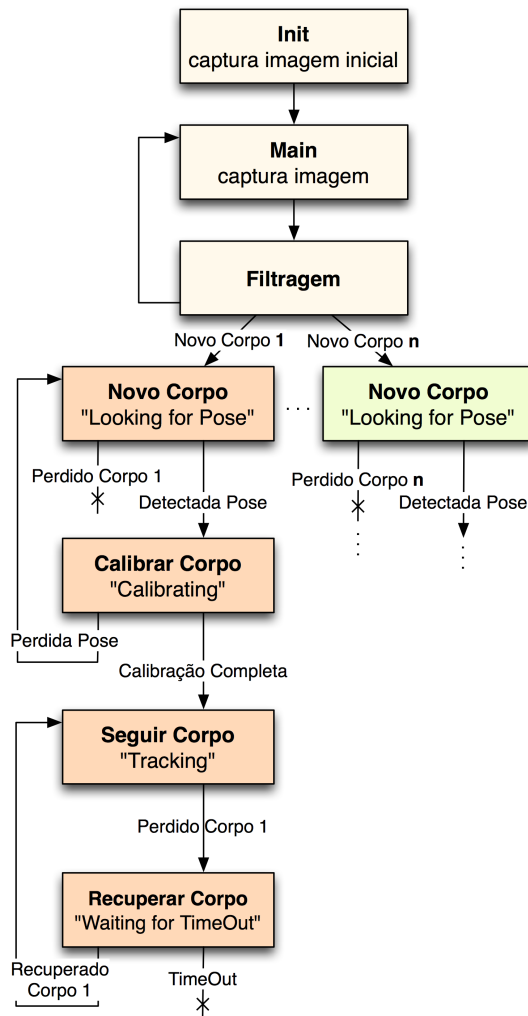 Init
captura imagem inicial
Main
captura imagem
Filtragem
Novo Corpo 1
Novo Corpo n
Novo Corpo
"Looking for Pose"
. . .
Novo Corpo
"Looking for Pose"
Perdido Corpo 1
Detectada Pose
Perdido Corpo n
Detectada Pose
Calibrar Corpo
"Calibrating"
Perdida Pose
Calibração Completa
Seguir Corpo
"Tracking"
Perdido Corpo 1
Recuperar Corpo
"Waiting for TimeOut"
Recuperado
Corpo 1
TimeOut